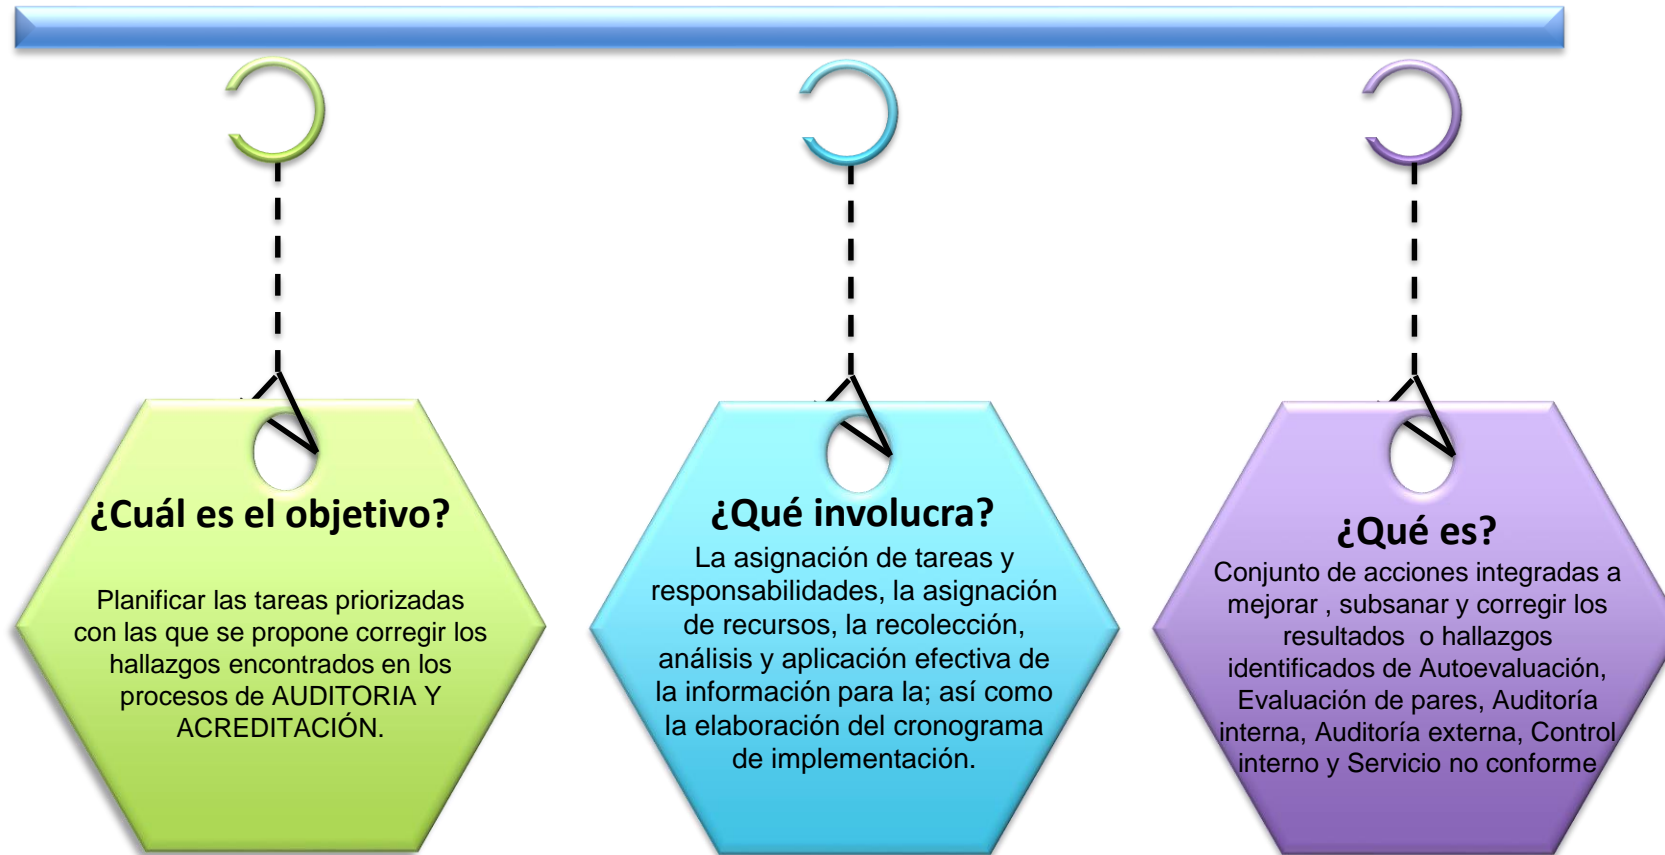 ¿Cuál es el objetivo?
Planificar las tareas priorizadas
con las que se propone corregir los
hallazgos encontrados en los
procesos de AUDITORIA Y
ACREDITACIÓN.
¿Qué involucra?
La asignación de tareas y
responsabilidades, la asignación
de recursos, la recolección,
análisis y aplicación efectiva de
la información para la; así como
la elaboración del cronograma
de implementación.
¿Qué es?
Conjunto de acciones integradas a
mejorar , subsanar y corregir los
resultados  o hallazgos
identificados de Autoevaluación,
Evaluación de pares, Auditoría
interna, Auditoría externa, Control
interno y Servicio no conforme